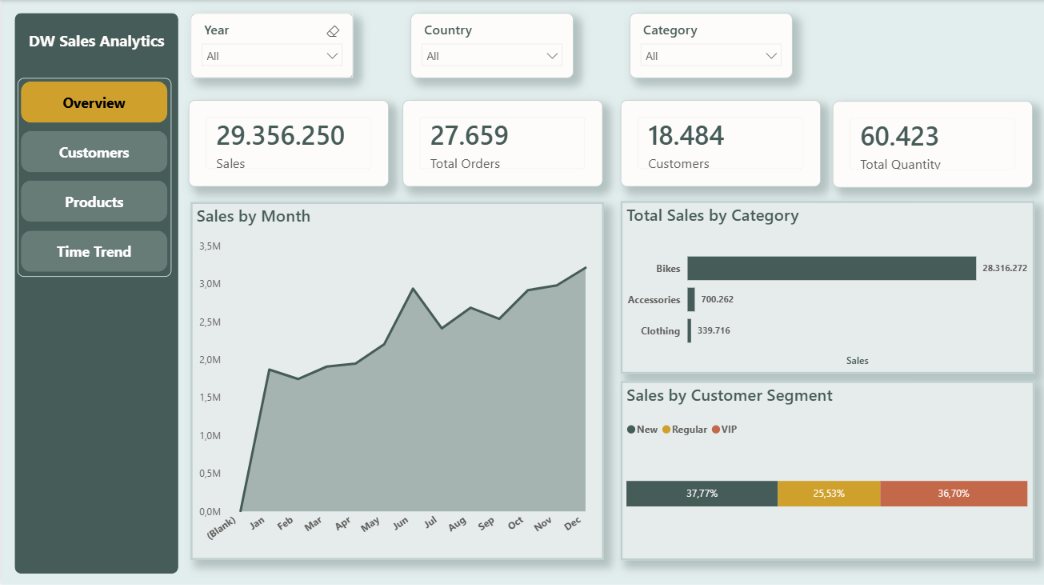 DW Sales Analytics
Overview
Customers
Products
Time Trend
Year
All
Country
All
Category
All
29.356.250
Sales
27.659
Total Orders
18.484
Customers
60.423
Total Quantity
Sales by Month
3,5M
3,0M
2,5M
2,0M
1,5M
1,0M
0,5M
0,0M
(Blank) Jan Feb Mar Apr May Jun Jul Aug Sep Oct Nov Dec
Total Sales by Category
Bikes 28.316.272
Accessories 700.262
Clothing 339.716
Sales
Sales by Customer Segment
New Regular VIP
37,77% 25,53% 36,70%